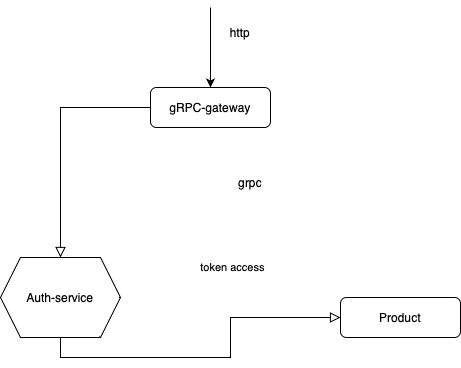 http
gRPC-gateway
grpc
token access
Auth-service
Product